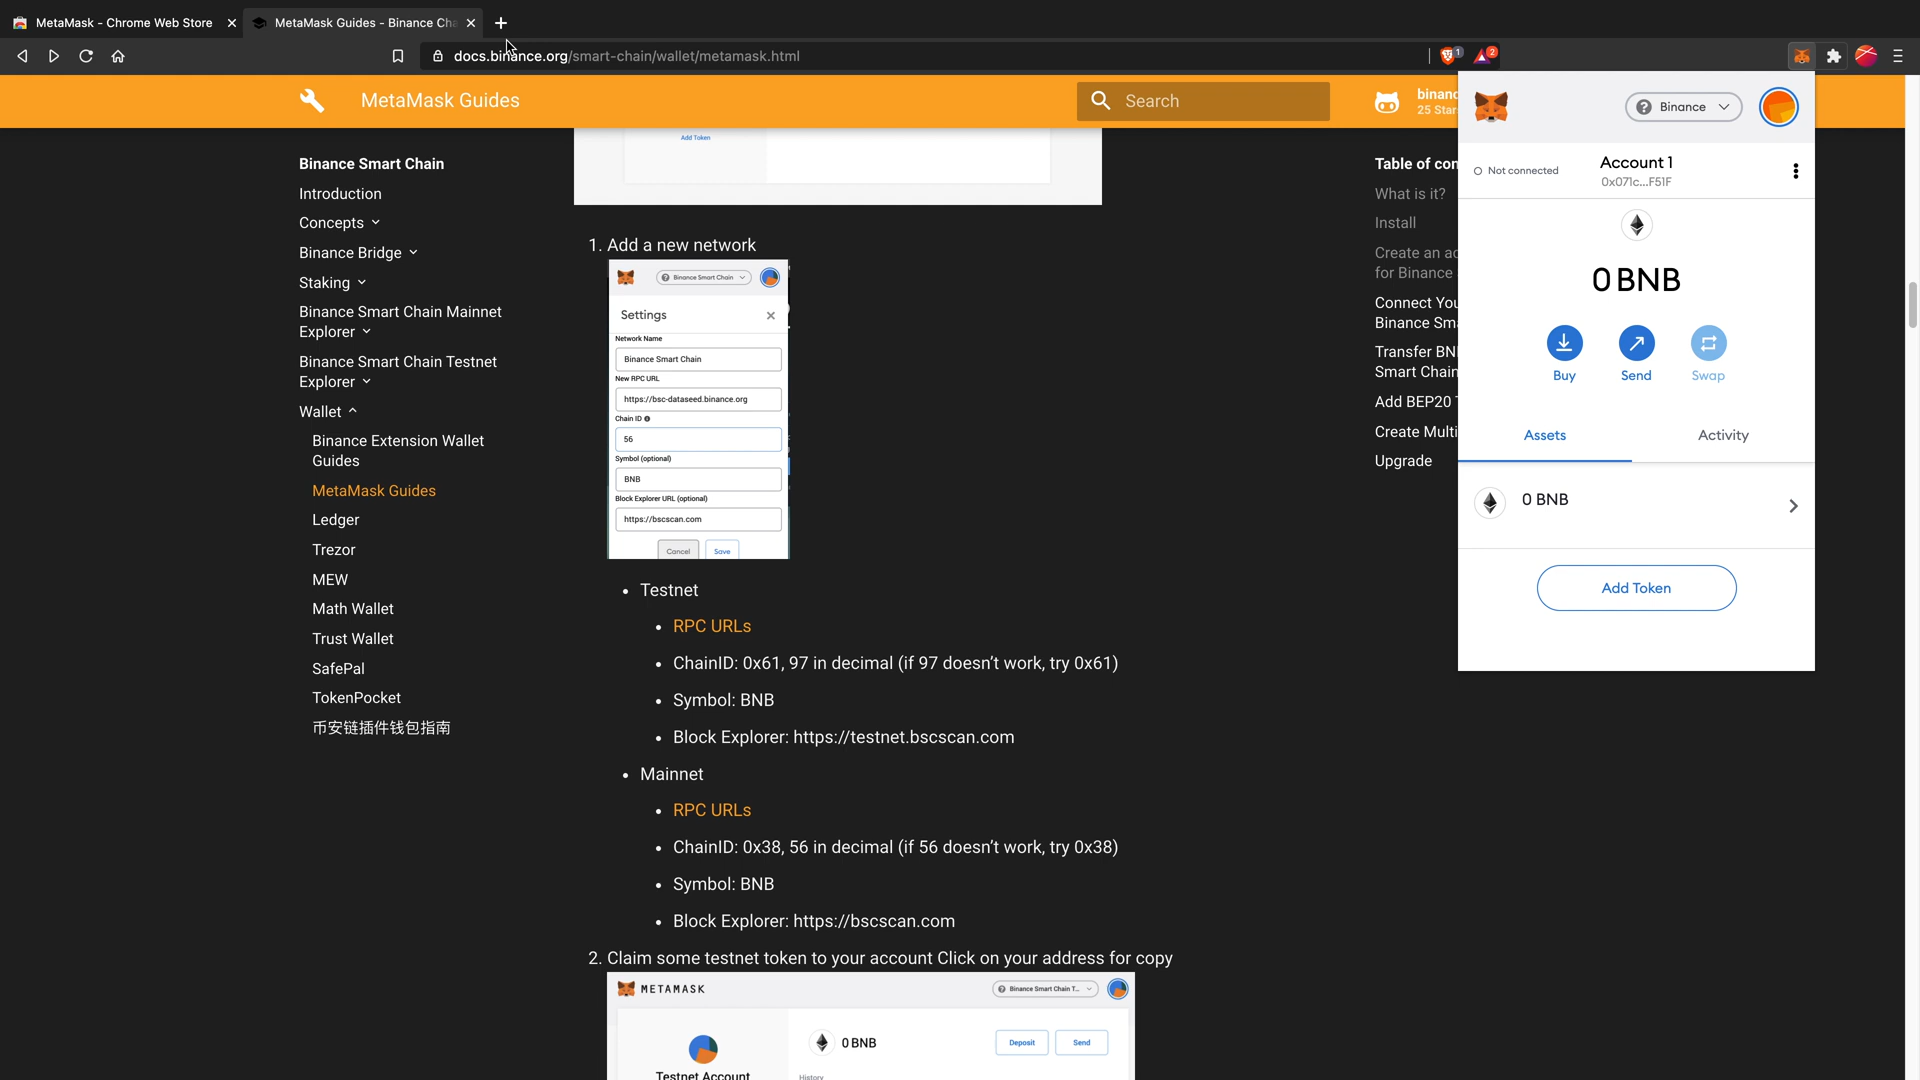 MetaMask - Chrome Web Store
MetaMask Guides - Binance Cha
docs.binance.org/smart-chain/wallet/metamask.html
1
2
MetaMask Guides
Search
binanc
25 Star
Binance Smart Chain
Introduction
Concepts
Binance Bridge
Staking
Binance Smart Chain Mainnet
Explorer
Binance Smart Chain Testnet
Explorer
Wallet
Binance Extension Wallet
Guides
MetaMask Guides
Ledger
Trezor
MEW
Math Wallet
Trust Wallet
SafePal
TokenPocket
币安链插件钱包指南
Add Token
1. Add a new network
Binance Smart Chain
Settings
Network Name
Binance Smart Chain
New RPC URL
https://bsc-dataseed.binance.org
Chain ID
56
Symbol (optional)
BNB
Block Explorer URL (optional)
https://bscscan.com
Cancel
Save
Testnet
RPC URLs
ChainID: 0x61, 97 in decimal (if 97 doesn’t work, try 0x61)
Symbol: BNB
Block Explorer: https://testnet.bscscan.com
Mainnet
RPC URLs
ChainID: 0x38, 56 in decimal (if 56 doesn’t work, try 0x38)
Symbol: BNB
Block Explorer: https://bscscan.com
2. Claim some testnet token to your account Click on your address for copy
METAMASK
Binance Smart Chain T...
0 BNB
Deposit
Send
Testnet Account
History
Table of con
What is it?
Install
Create an ac
for Binance
Connect You
Binance Sma
Transfer BNB
Smart Chain
Add BEP20 T
Create Multi
Upgrade
Binance
Not connected
Account 1
0x071c...F51F
0 BNB
Buy
Send
Swap
Assets
Activity
0 BNB
Add Token